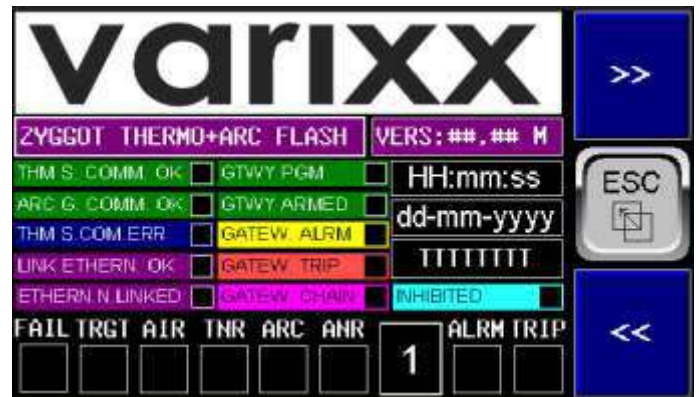 varixx
>>
ZYGGOT THERMO+ARC FLASH VERS:##.## M
THM S. COMM. OK GTWY PGM HH:mm:ss
ARC G. COMM. OK GTWY ARMED dd-mm-yyyy
THM S.COM.ERR GATEW. ALRM TTTTTTTT
LINK ETHERN. OK GATEW. TRIP
ETHERN.N.LINKED GATEW. CHAIN INHIBITED
ESC
FAIL TRGT AIR TNR ARC ANR 1 ALRM TRIP
<<